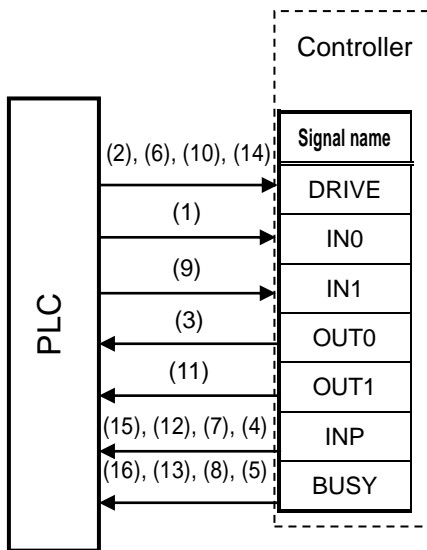 Controller
Signal name
(2), (6), (10), (14)
DRIVE
(1)
IN0
(9)
IN1
PLC
(3)
OUT0
(11)
OUT1
(15), (12), (7), (4)
INP
(16), (13), (8), (5)
BUSY